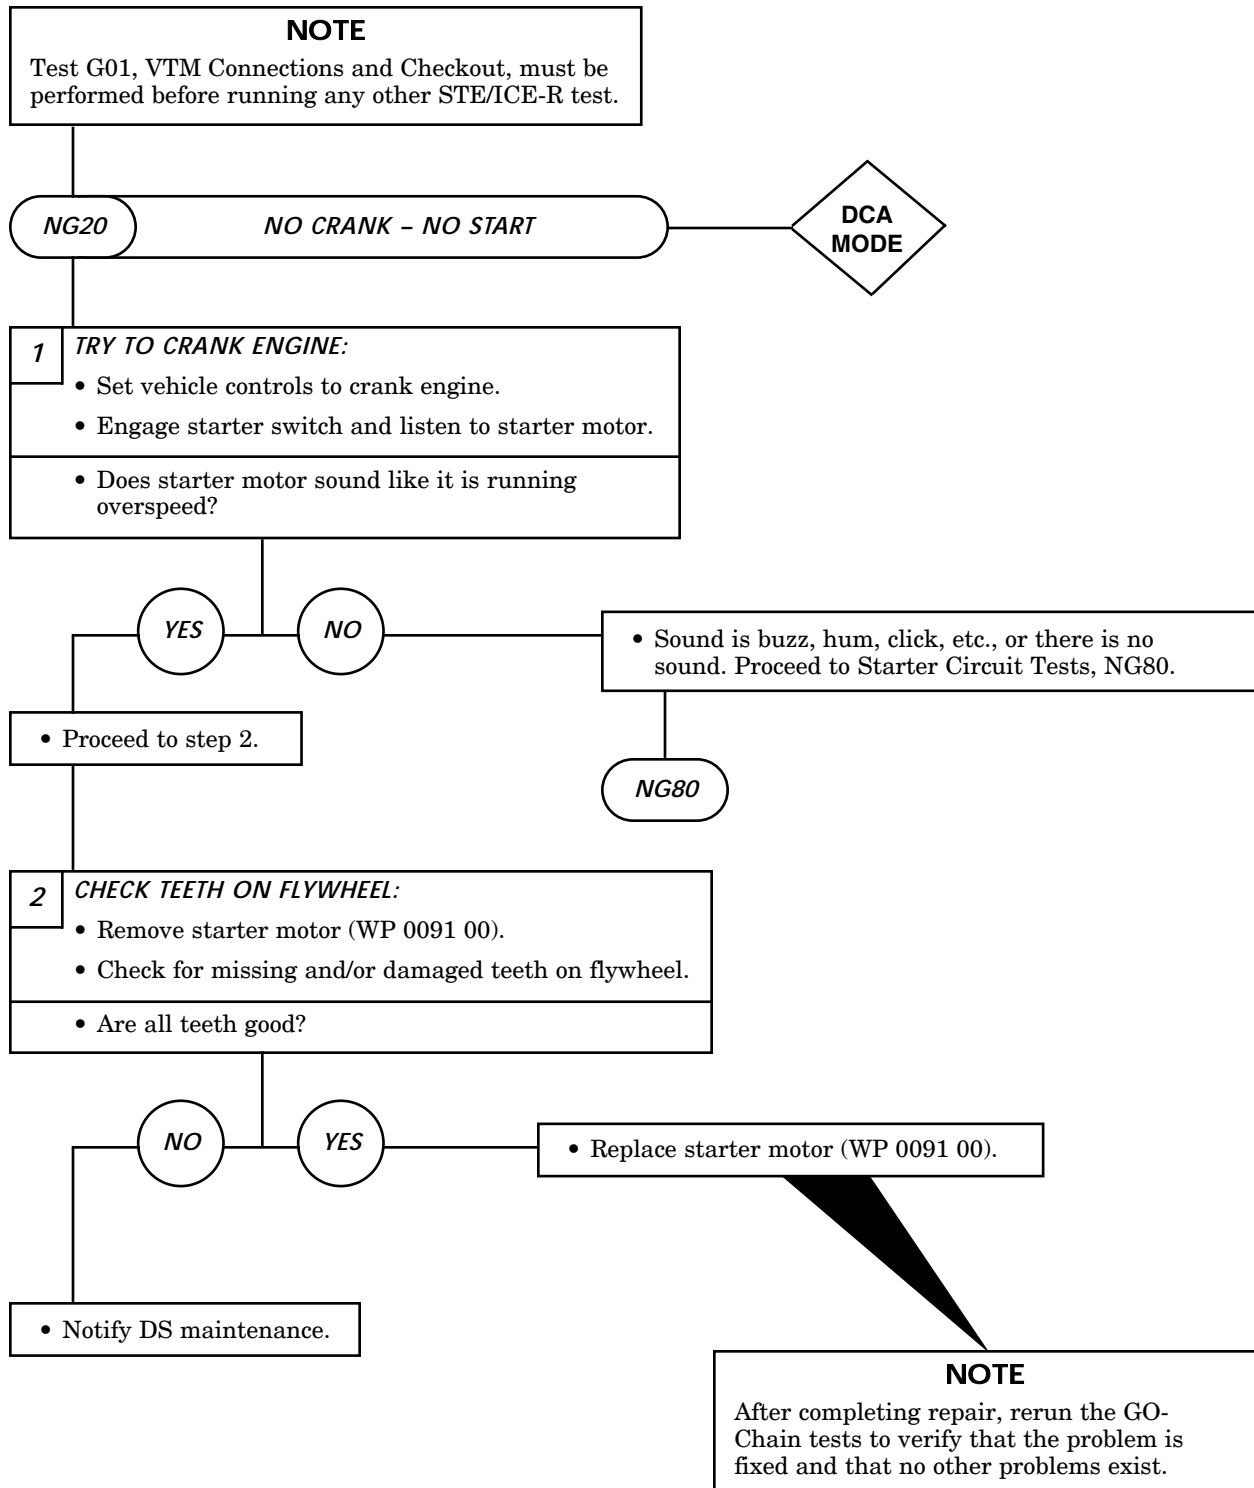 NOTE
Test G01, VTM Connections and Checkout, must be
performed before running any other STE/ICE-R test.
NG20
NO CRANK – NO START
DCA
MODE
1
TRY TO CRANK ENGINE:
• Set vehicle controls to crank engine.
• Engage starter switch and listen to starter motor.
• Does starter motor sound like it is running
overspeed?
YES
NO
• Sound is buzz, hum, click, etc., or there is no
sound. Proceed to Starter Circuit Tests, NG80.
• Proceed to step 2.
NG80
2
CHECK TEETH ON FLYWHEEL:
• Remove starter motor (WP 0091 00).
• Check for missing and/or damaged teeth on flywheel.
• Are all teeth good?
NO
YES
• Replace starter motor (WP 0091 00).
• Notify DS maintenance.
NOTE
After completing repair, rerun the GO-
Chain tests to verify that the problem is
fixed and that no other problems exist.